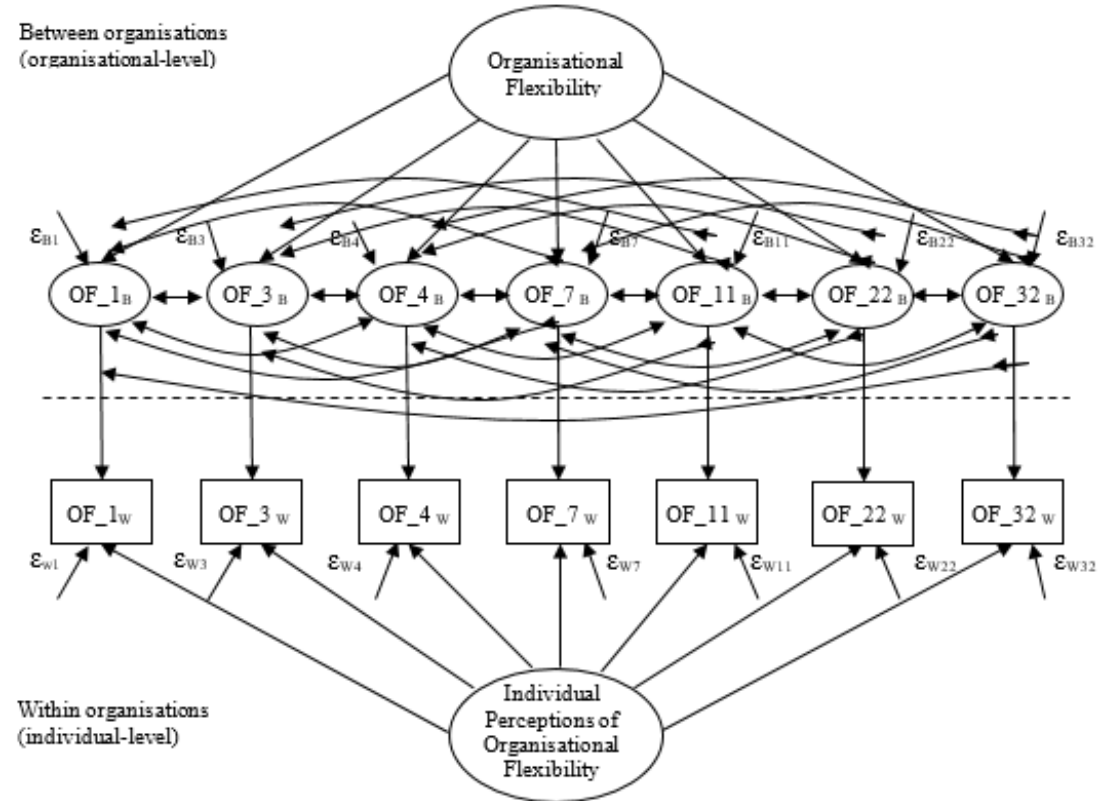 Between organisations
(organisational-level)
Organisational
Flexibility
εB1
εB3
εB4
εB7
εB11
εB22
εB32
OF_1 B
OF_3 B
OF_4 B
OF_7 B
OF_11 B
OF_22 B
OF_32 B
OF_1W
OF_3 W
OF_4 W
OF_7 W
OF_11 W
OF_22 W
OF_32 W
εw1
εW3
εW4
εW7
εW11
εW22
εW32
Within organisations
(individual-level)
Individual
Perceptions of
Organisational
Flexibility